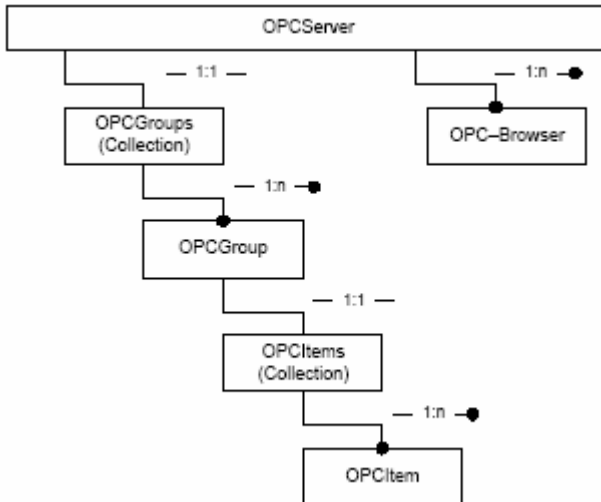 OPCServer
1:1
1:n
OPCGroups
(Collection)
OPC–Browser
1:n
OPCGroup
1:1
OPCItems
(Collection)
1:n
OPCItem